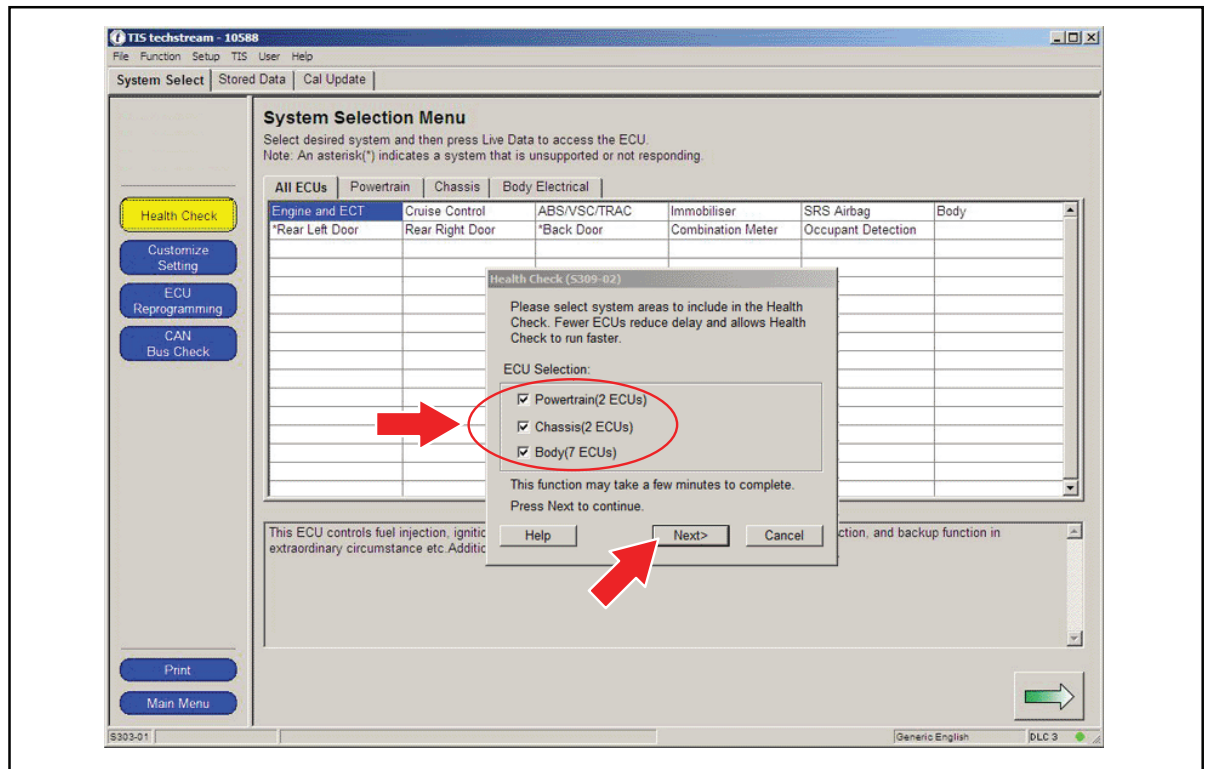 TIS techstream - 10588
File Function Setup TIS User Help
System Select Stored Data Cal Update
System Selection Menu
Select desired system and then press Live Data to access the ECU.
Note: An asterisk(*) indicates a system that is unsupported or not responding.
All ECUs Powertrain Chassis Body Electrical
Engine and ECT Cruise Control ABS/VSC/TRAC Immobiliser SRS Airbag Body
*Rear Left Door Rear Right Door *Back Door Combination Meter Occupant Detection
Health Check
Customize
Setting
ECU
Reprogramming
CAN
Bus Check
Health Check (S309-02)
Please select system areas to include in the Health
Check. Fewer ECUs reduce delay and allows Health
Check to run faster.
ECU Selection:
Powertrain(2 ECUs)
Chassis(2 ECUs)
Body(7 ECUs)
This function may take a few minutes to complete.
Press Next to continue.
Help Next> Cancel
This ECU controls fuel injection, ignitic ction, and backup function in
extraordinary circumstance etc.Additic
Print
Main Menu
S303-01 Generic English DLC 3